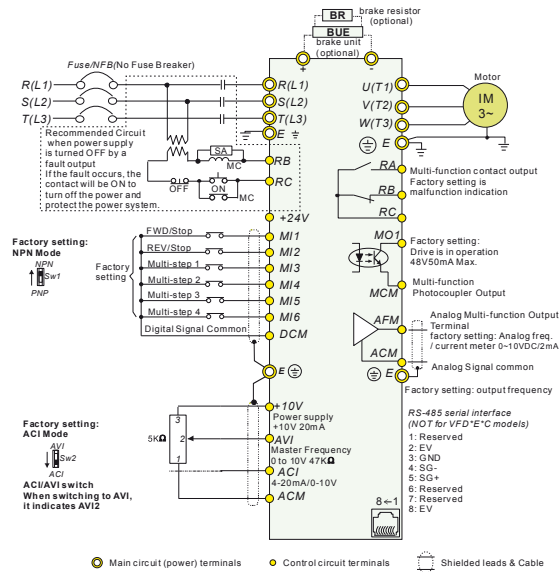 BR
brake resistor
(optional)
BUE
brake unit
(optional)
+
-
Fuse/NFB(No Fuse Breaker)
R(L1)
S(L2)
T(L3)
R(L1)
S(L2)
T(L3)
E
Recommended Circuit
when power supply
is turned OFF by a
fault output
If the fault occurs, the
contact will be ON to
turn off the power system and
protect the power system.
SA
MC
OFF
ON
MC
RB
RC
U(T1)
V(T2)
W(T3)
E
Motor
IM
3~
RA
RB
RC
Multi-function contact output
Factory setting is
malfunction indication
+24V
Factory setting:
NPN Mode
NPN
Sw1
PNP
Factory
setting
FWD/Stop
REV/Stop
Multi-step 1
Multi-step 2
Multi-step 3
Multi-step 4
Digital Signal Common
MI1
MI2
MI3
MI4
MI5
MI6
DCM
E
MO1
Factory setting:
Drive is in operation
48V50mA Max.
MCM
Multi-function
Photocoupler Output
AFM
Analog Multi-function Output
Terminal
factory setting: Analog freq.
/ current meter 0~10VDC/2mA
ACM
Analog Signal common
E
Factory setting: output frequency
Factory setting:
ACI Mode
AVI
Sw2
ACI
ACI/AVI switch
When switching to AVI,
it indicates AVI2
5KΩ
3
2
1
+10V
Power supply
+10V 20mA
AVI
Master Frequency
0 to 10V 47KΩ
ACI
4-20mA/0-10V
ACM
RS-485 serial interface
(NOT for VFD*E*C models)
1: Reserved
2: EV
3: GND
4: SG-
5: SG+
6: Reserved
7: Reserved
8: EV
8←1
Main circuit (power) terminals
Control circuit terminals
Shielded leads & Cable